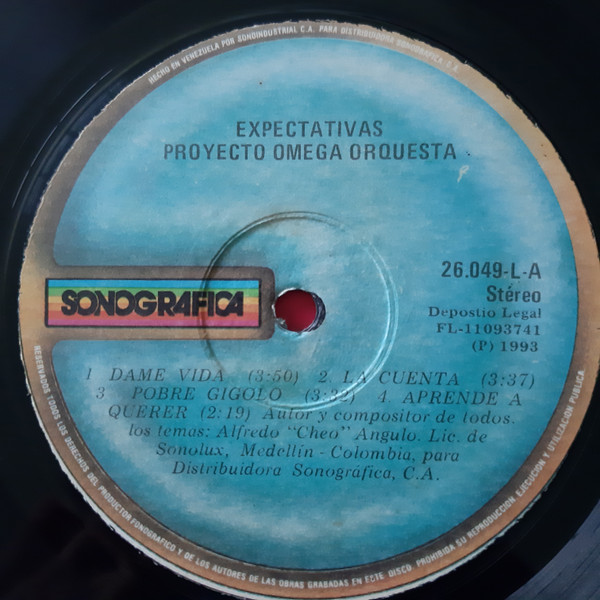 HECHO EN VENEZUELA POR SONOINDUSTRIAL C.A. PARA DISTRIBUIDORA SONOGRAFICA, C.A.
EXPECTATIVAS
PROYECTO OMEGA ORQUESTA
26.049-L-A
Stéreo
Depostio Legal
FL-11093741
(P) 1993
SONOGRAFICA
1 DAME VIDA (3:50) 2. LA CUENTA (3:37)
3 POBRE GIGOLO (3:32) 4. APRENDE A
QUERER (2:19) Autor y compositor de todos.
los temas: Alfredo "Cheo" Angulo. Lic. de
Sonolux, Medellín - Colombia, para
Distribuidora Sonográfica, C.A.
RESERVADOS TODOS LOS DERECHOS DEL PRODUCTOR FONOGRAFICO Y DE LOS AUTORES DE LAS OBRAS GRABADAS EN ESTE DISCO. PROHIBIDA SU REPRODUCCION, EJECUCION Y UTILIZACION PUBLICA.